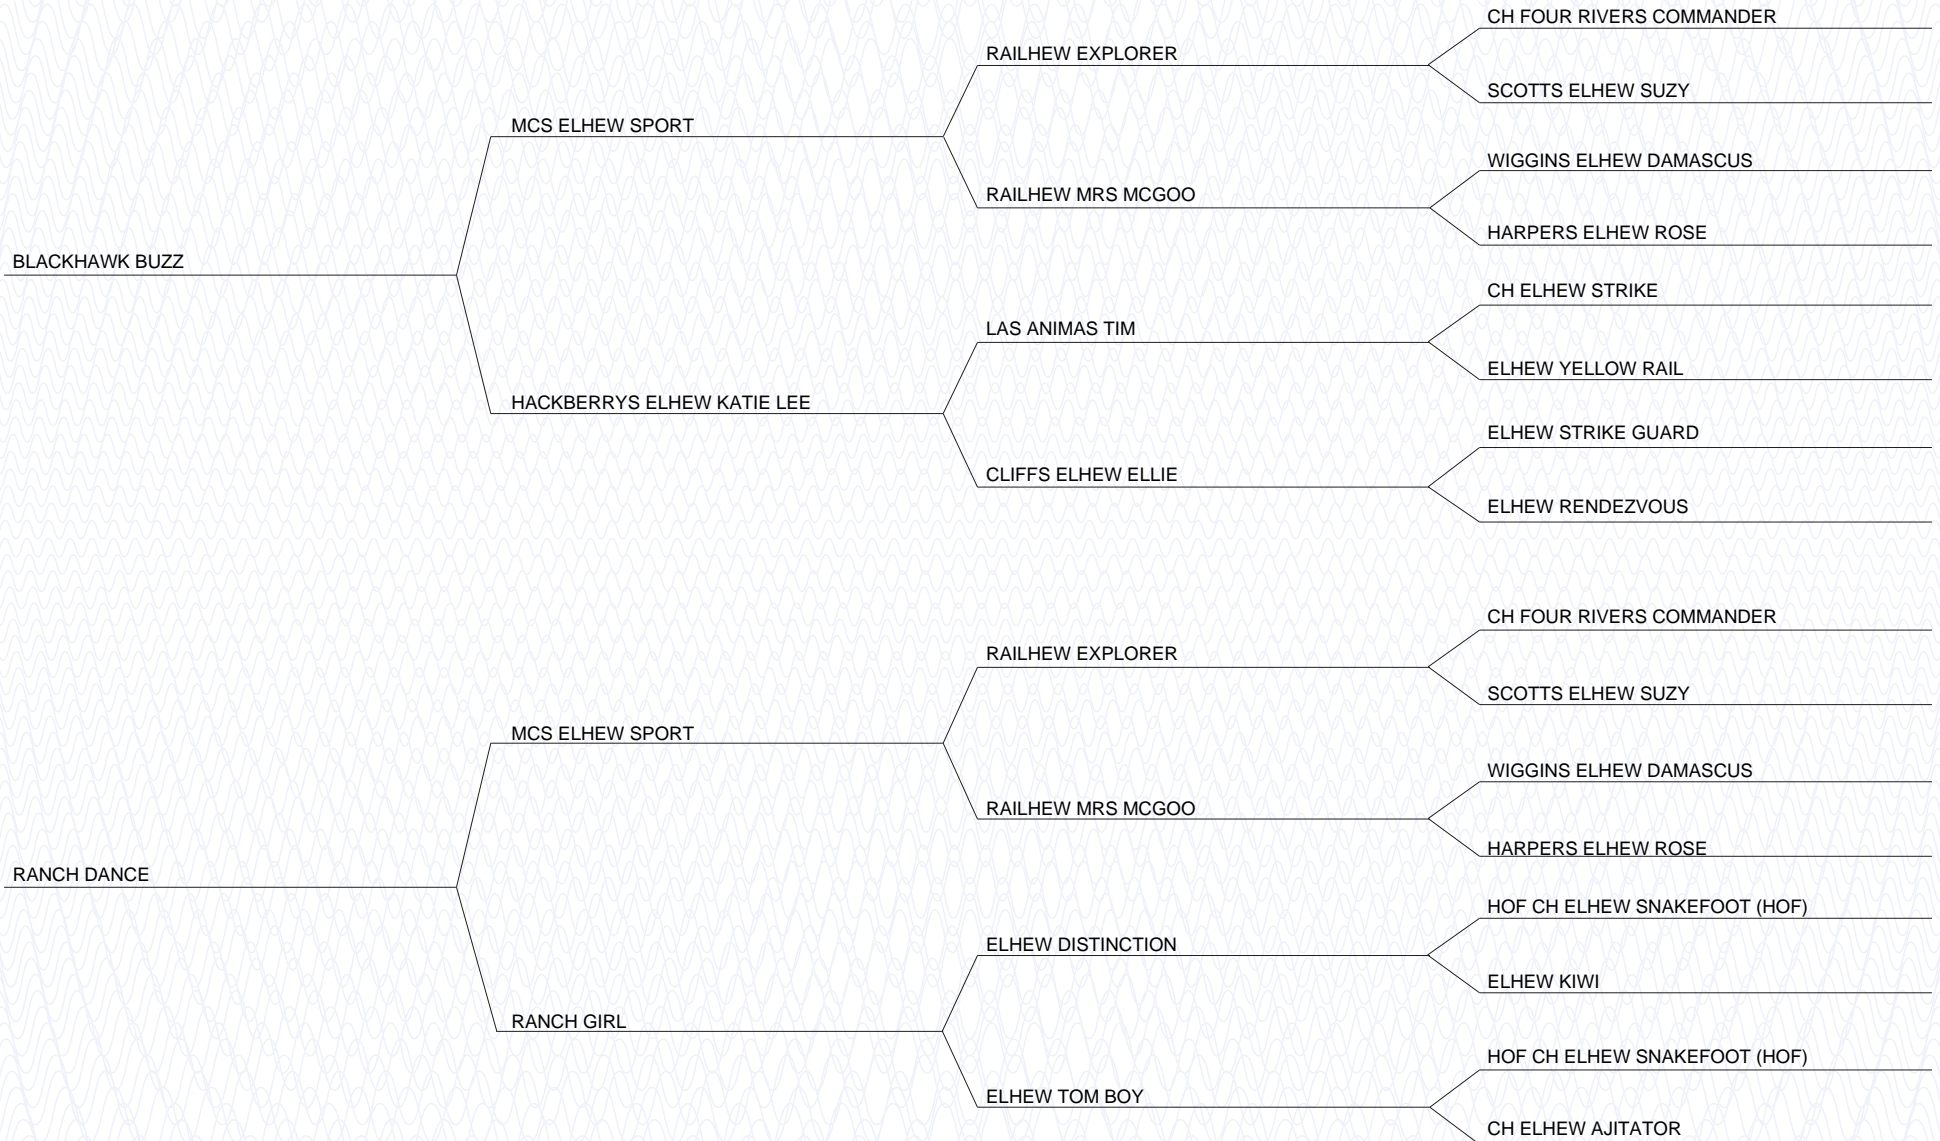 CH FOUR RIVERS COMMANDER
RAILHEW EXPLORER
SCOTTS ELHEW SUZY
MCS ELHEW SPORT
WIGGINS ELHEW DAMASCUS
RAILHEW MRS MCGOO
HARPERS ELHEW ROSE
BLACKHAWK BUZZ
CH ELHEW STRIKE
LAS ANIMAS TIM
ELHEW YELLOW RAIL
HACKBERRYS ELHEW KATIE LEE
ELHEW STRIKE GUARD
CLIFFS ELHEW ELLIE
ELHEW RENDEZVOUS
CH FOUR RIVERS COMMANDER
RAILHEW EXPLORER
SCOTTS ELHEW SUZY
MCS ELHEW SPORT
WIGGINS ELHEW DAMASCUS
RAILHEW MRS MCGOO
HARPERS ELHEW ROSE
RANCH DANCE
HOF CH ELHEW SNAKEFOOT (HOF)
ELHEW DISTINCTION
ELHEW KIWI
RANCH GIRL
HOF CH ELHEW SNAKEFOOT (HOF)
ELHEW TOM BOY
CH ELHEW AJITATOR